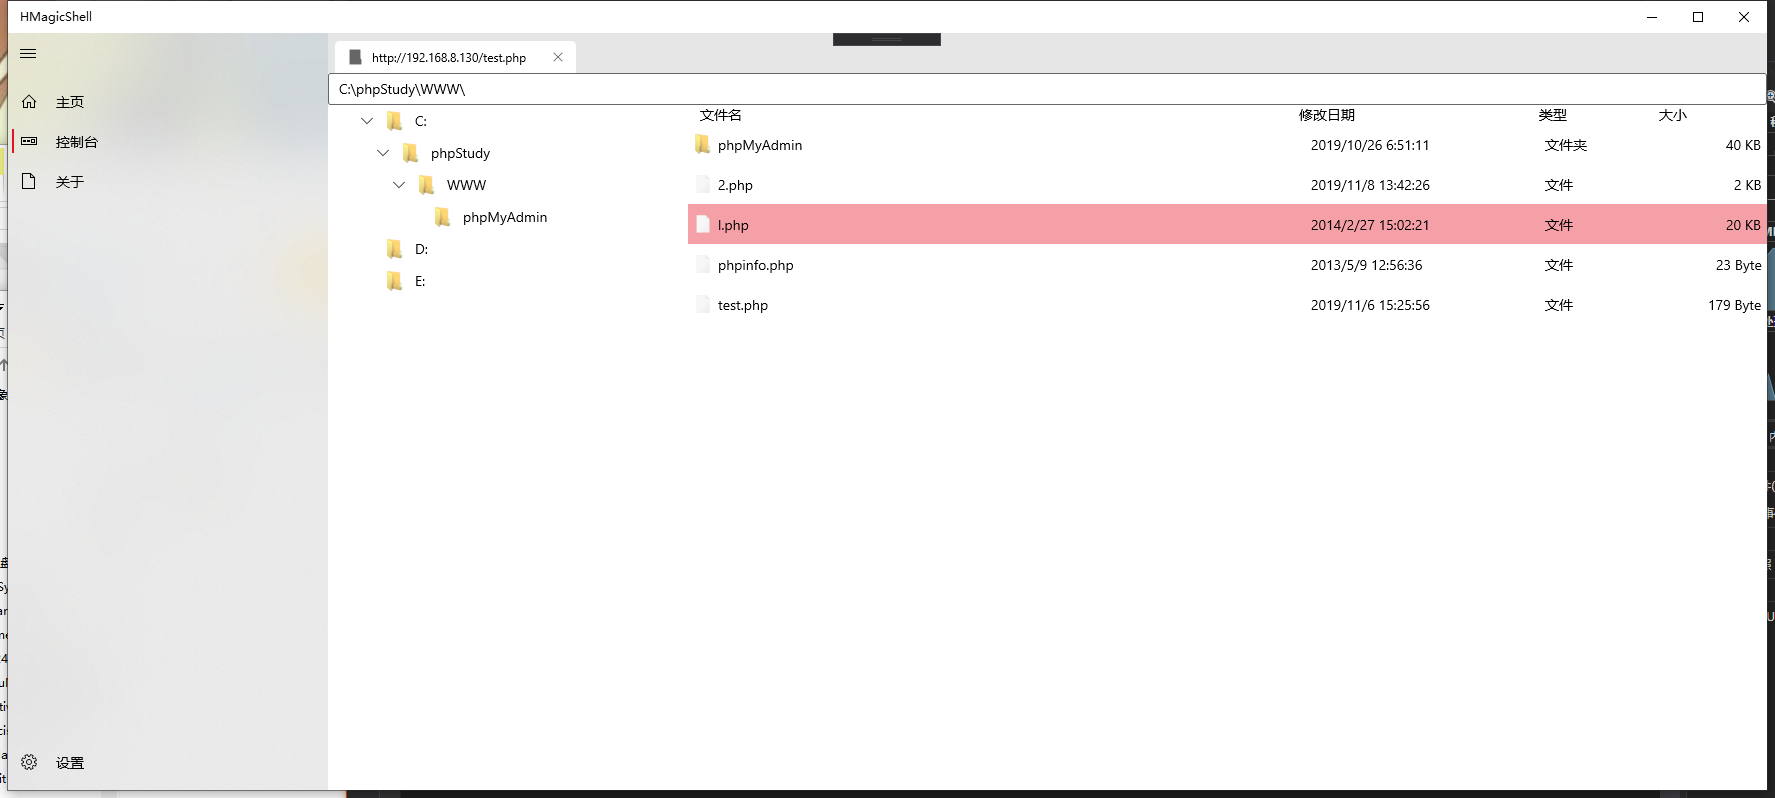 HMagicShell
主页
控制台
关于
设置
http://192.168.8.130/test.php
C:\phpStudy\WWW\
C:
phpStudy
WWW
phpMyAdmin
D:
E:
文件名 修改日期 类型 大小
phpMyAdmin 2019/10/26 6:51:11 文件夹 40 KB
2.php 2019/11/8 13:42:26 文件 2 KB
l.php 2014/2/27 15:02:21 文件 20 KB
phpinfo.php 2013/5/9 12:56:36 文件 23 Byte
test.php 2019/11/6 15:25:56 文件 179 Byte